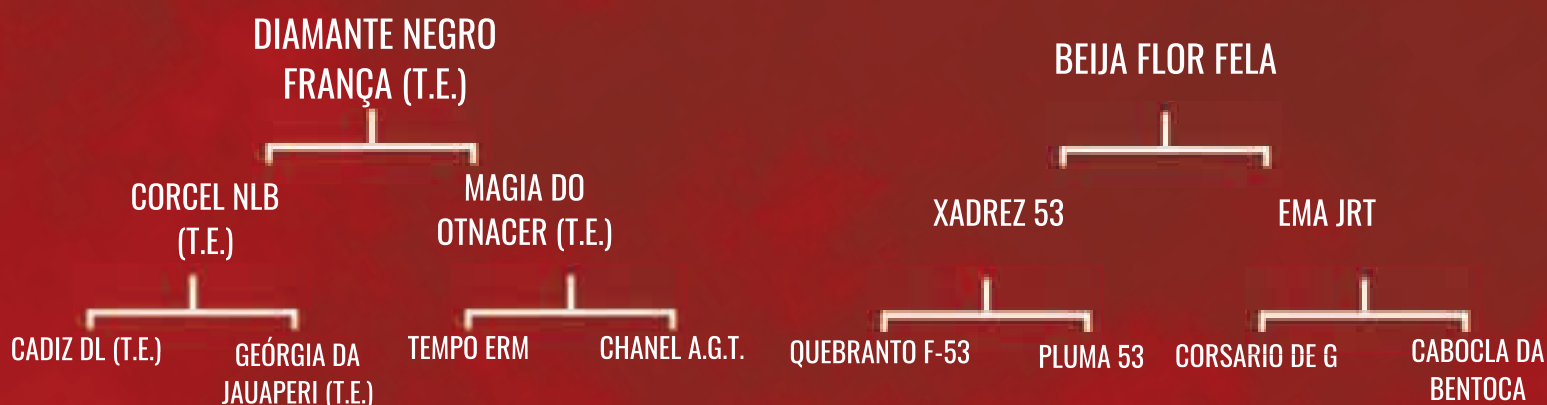 DIAMANTE NEGRO
FRANÇA (T.E.)
BEIJA FLOR FELA
CORCEL NLB
(T.E.)
MAGIA DO
OTNACER (T.E.)
XADREZ 53
EMA JRT
CADIZ DL (T.E.)
GEÓRGIA DA
JAUAPERI (T.E.)
TEMPO ERM
CHANEL A.G.T.
QUEBRANTO F-53
PLUMA 53
CORSARIO DE G
CABOCLA DA
BENTOCA